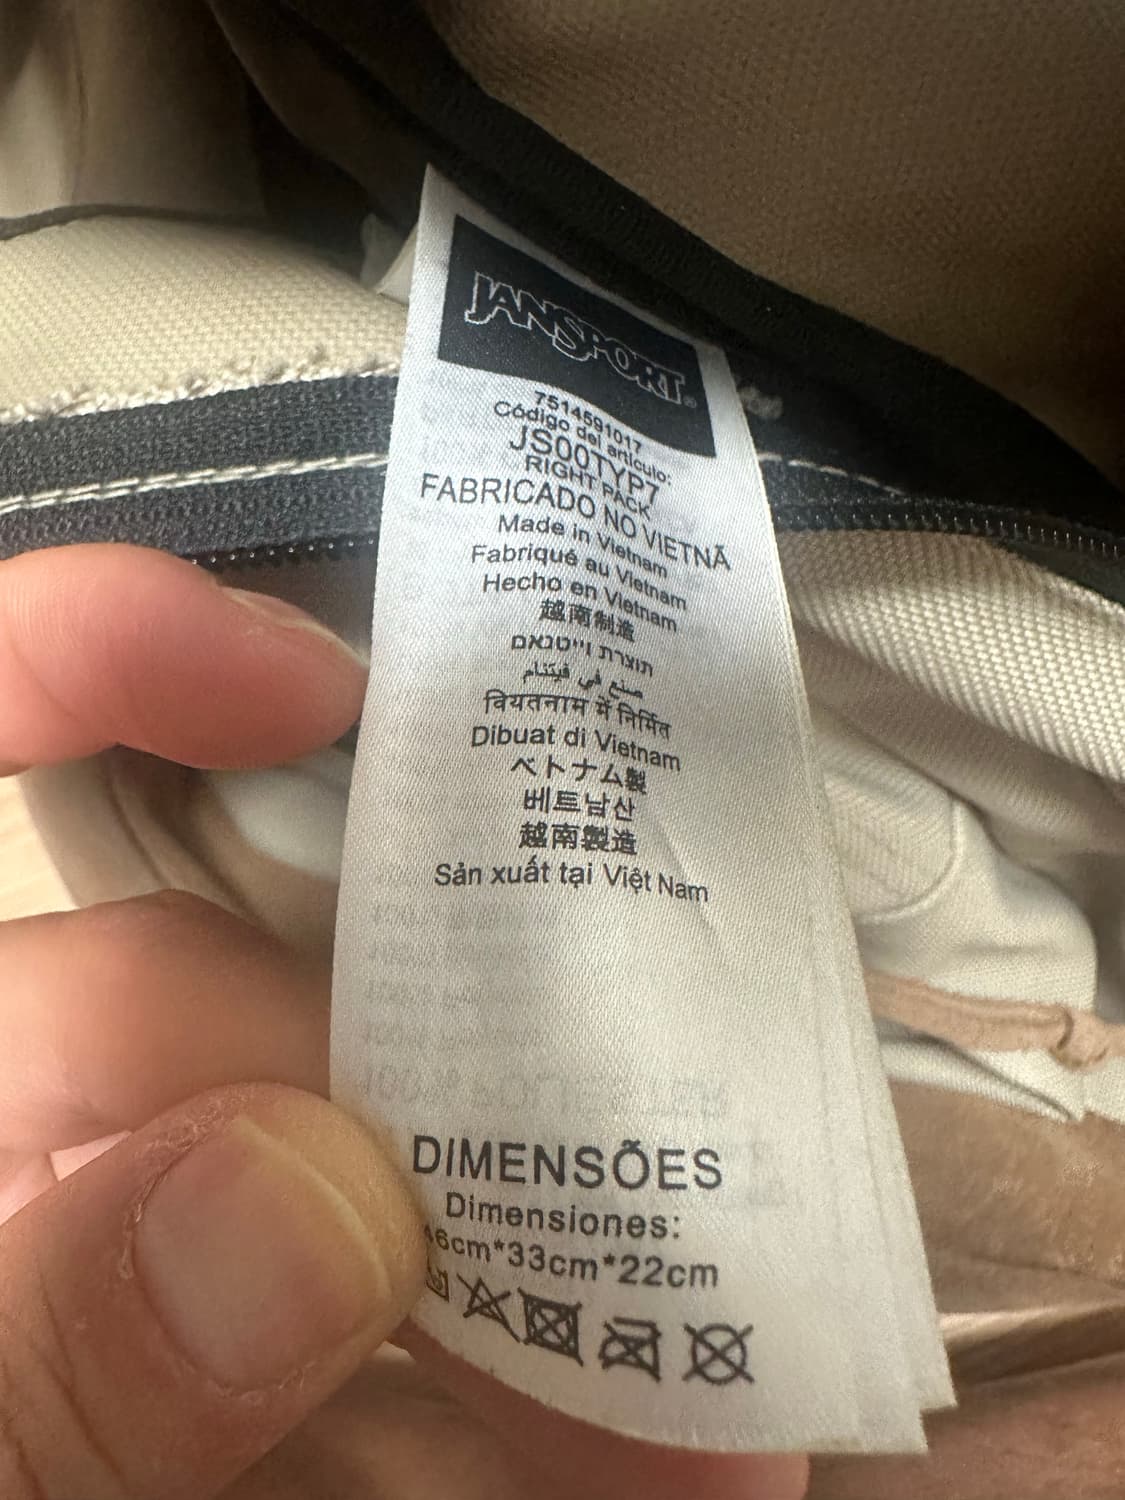 JANSPORT®
7514591017
Código del artículo:
JS00TYP7
RIGHT PACK
FABRICADO NO VIETNÃ
Made in Vietnam
Fabriqué au Vietnam
Hecho en Vietnam
越南制造
תוצרת וייטנאם
صنع في فيتنام
वियतनाम में निर्मित
Dibuat di Vietnam
ベトナム製
베트남산
越南製造
Sản xuất tại Việt Nam
DIMENSÕES
Dimensiones:
46cm*33cm*22cm